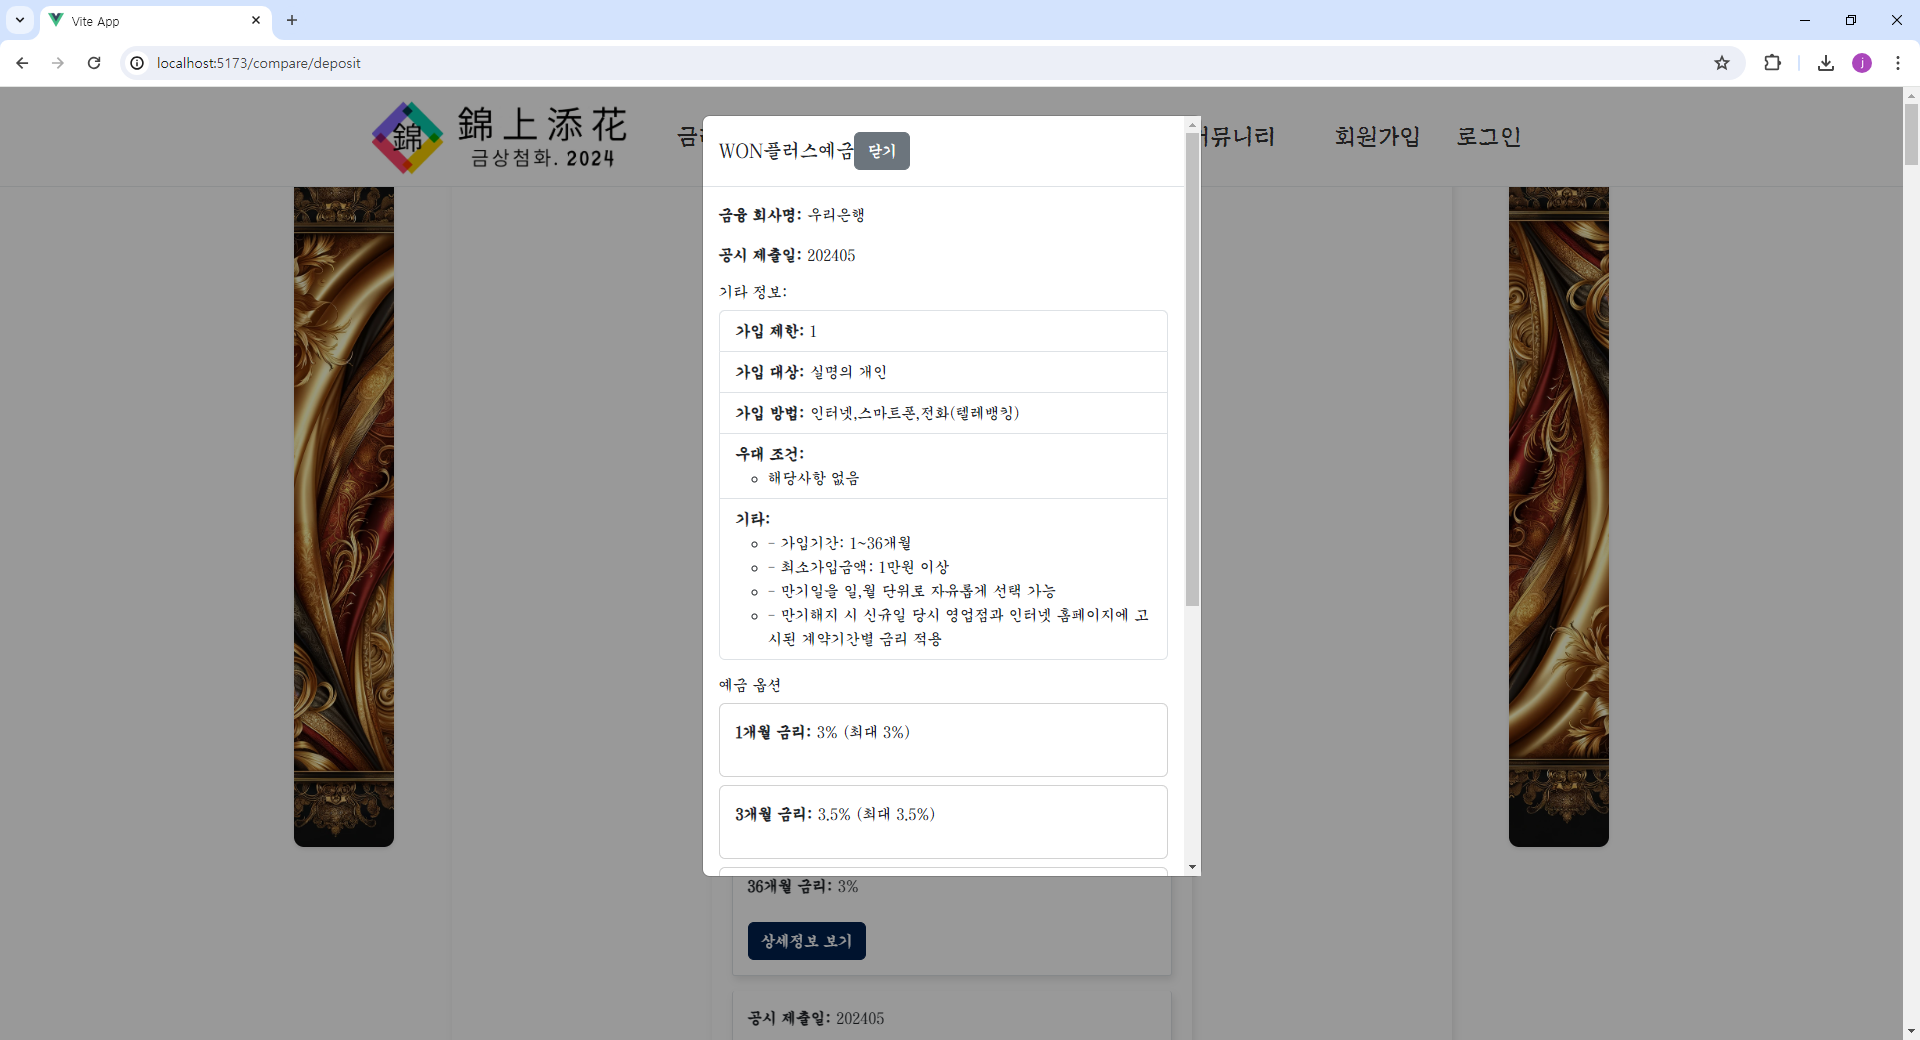 Vite App
localhost:5173/compare/deposit
j
錦
錦上添花
금상첨화. 2024
회원가입
로그인
WON플러스예금
닫기
금융 회사명: 우리은행
공시 제출일: 202405
기타 정보:
가입 제한: 1
가입 대상: 실명의 개인
가입 방법: 인터넷,스마트폰,전화(텔레뱅킹)
우대 조건:
해당사항 없음
기타:
- 가입기간: 1~36개월
- 최소가입금액: 1만원 이상
- 만기일을 일,월 단위로 자유롭게 선택 가능
- 만기해지 시 신규일 당시 영업점과 인터넷 홈페이지에 고
시된 계약기간별 금리 적용
예금 옵션
1개월 금리: 3% (최대 3%)
3개월 금리: 3.5% (최대 3.5%)
36개월 금리: 3%
상세정보 보기
공시 제출일: 202405